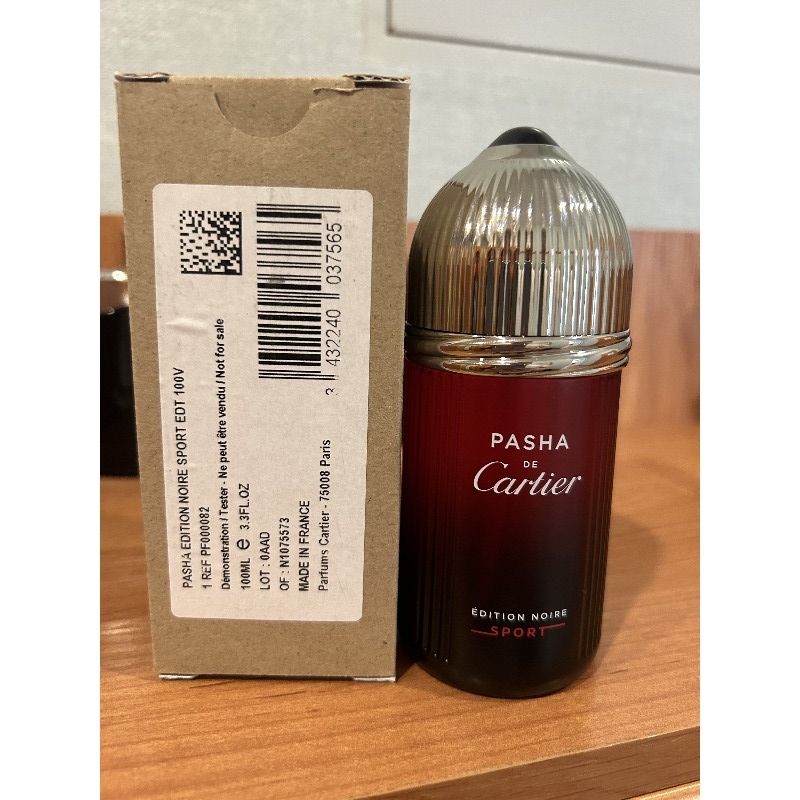 PASHA EDITION NOIRE SPORT EDT 100V
1 REF PF000082
Démonstration / Tester - Ne peut être vendu / Not for sale
100ML e 3.3FL.OZ
LOT : 0AAD
OF : N1075573
MADE IN FRANCE
Parfums Cartier - 75008 Paris
3 432240 037565
PASHA
DE
Cartier
ÉDITION NOIRE
SPORT